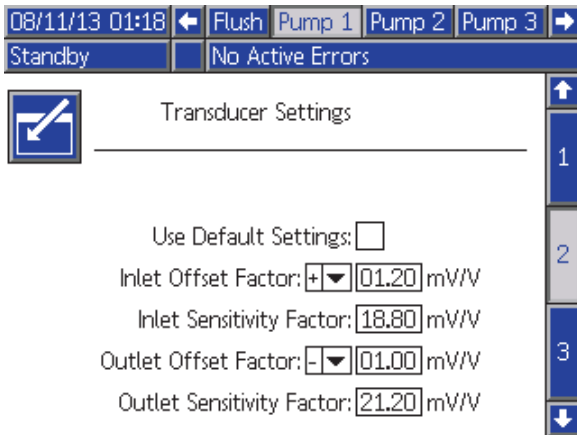 08/11/13 01:18 Flush Pump 1 Pump 2 Pump 3
Standby No Active Errors
Transducer Settings
1
Use Default Settings:
2
Inlet Offset Factor: + 01.20 mV/V
Inlet Sensitivity Factor: 18.80 mV/V
Outlet Offset Factor: - 01.00 mV/V
3
Outlet Sensitivity Factor: 21.20 mV/V